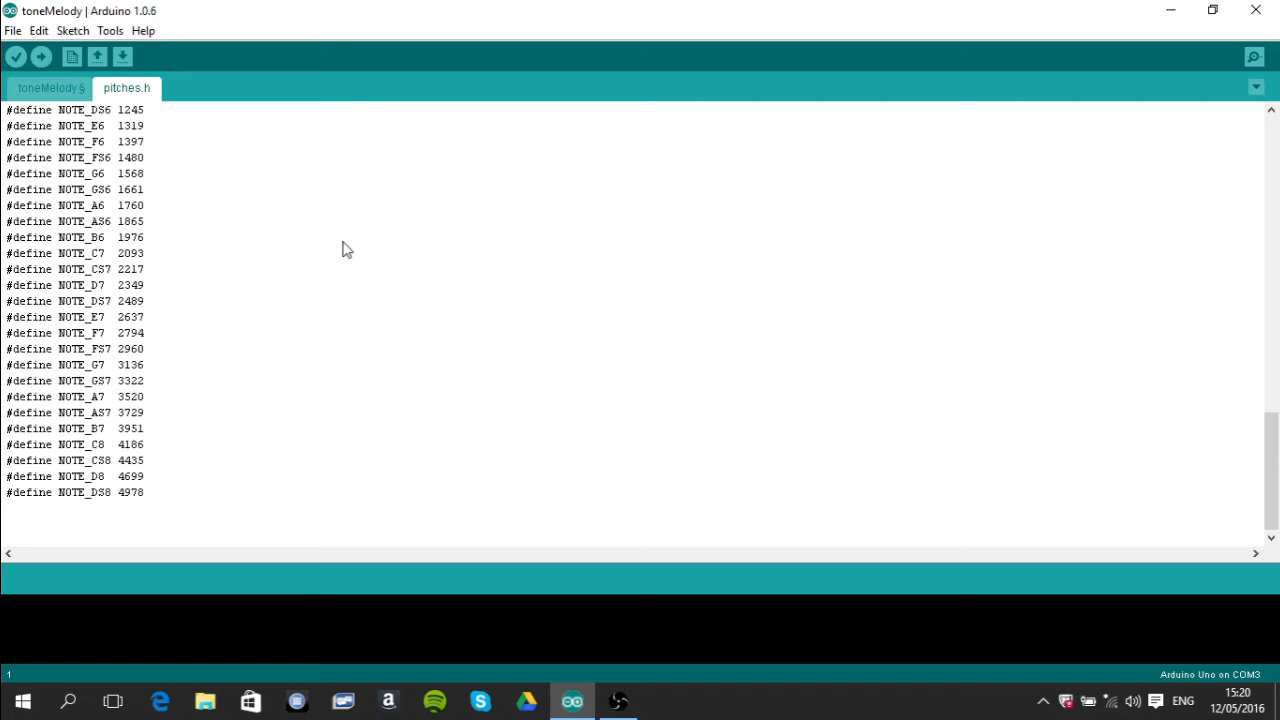 toneMelody | Arduino 1.0.6
File Edit Sketch Tools Help
toneMelody§ pitches.h
#define NOTE_DS6 1245
#define NOTE_E6 1319
#define NOTE_F6 1397
#define NOTE_FS6 1480
#define NOTE_G6 1568
#define NOTE_GS6 1661
#define NOTE_A6 1760
#define NOTE_AS6 1865
#define NOTE_B6 1976
#define NOTE_C7 2093
#define NOTE_CS7 2217
#define NOTE_D7 2349
#define NOTE_DS7 2489
#define NOTE_E7 2637
#define NOTE_F7 2794
#define NOTE_FS7 2960
#define NOTE_G7 3136
#define NOTE_GS7 3322
#define NOTE_A7 3520
#define NOTE_AS7 3729
#define NOTE_B7 3951
#define NOTE_C8 4186
#define NOTE_CS8 4435
#define NOTE_D8 4699
#define NOTE_DS8 4978
1 Arduino Uno on COM3
ENG 15:20
12/05/2016